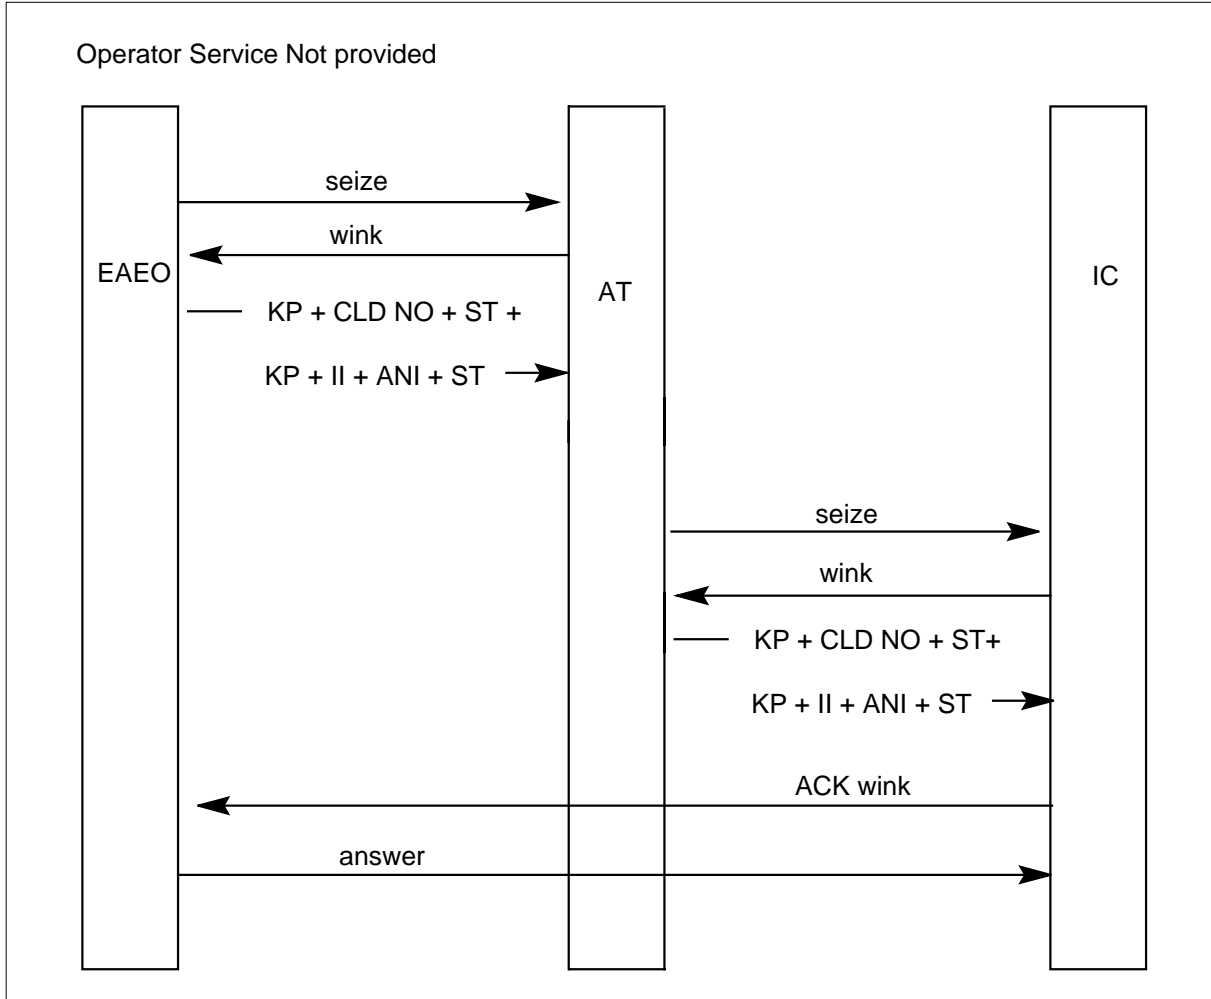 Operator Service Not provided
seize
wink
EAEO
AT
IC
KP + CLD NO + ST +
KP + II + ANI + ST
seize
wink
KP + CLD NO + ST+
KP + II + ANI + ST
ACK wink
answer